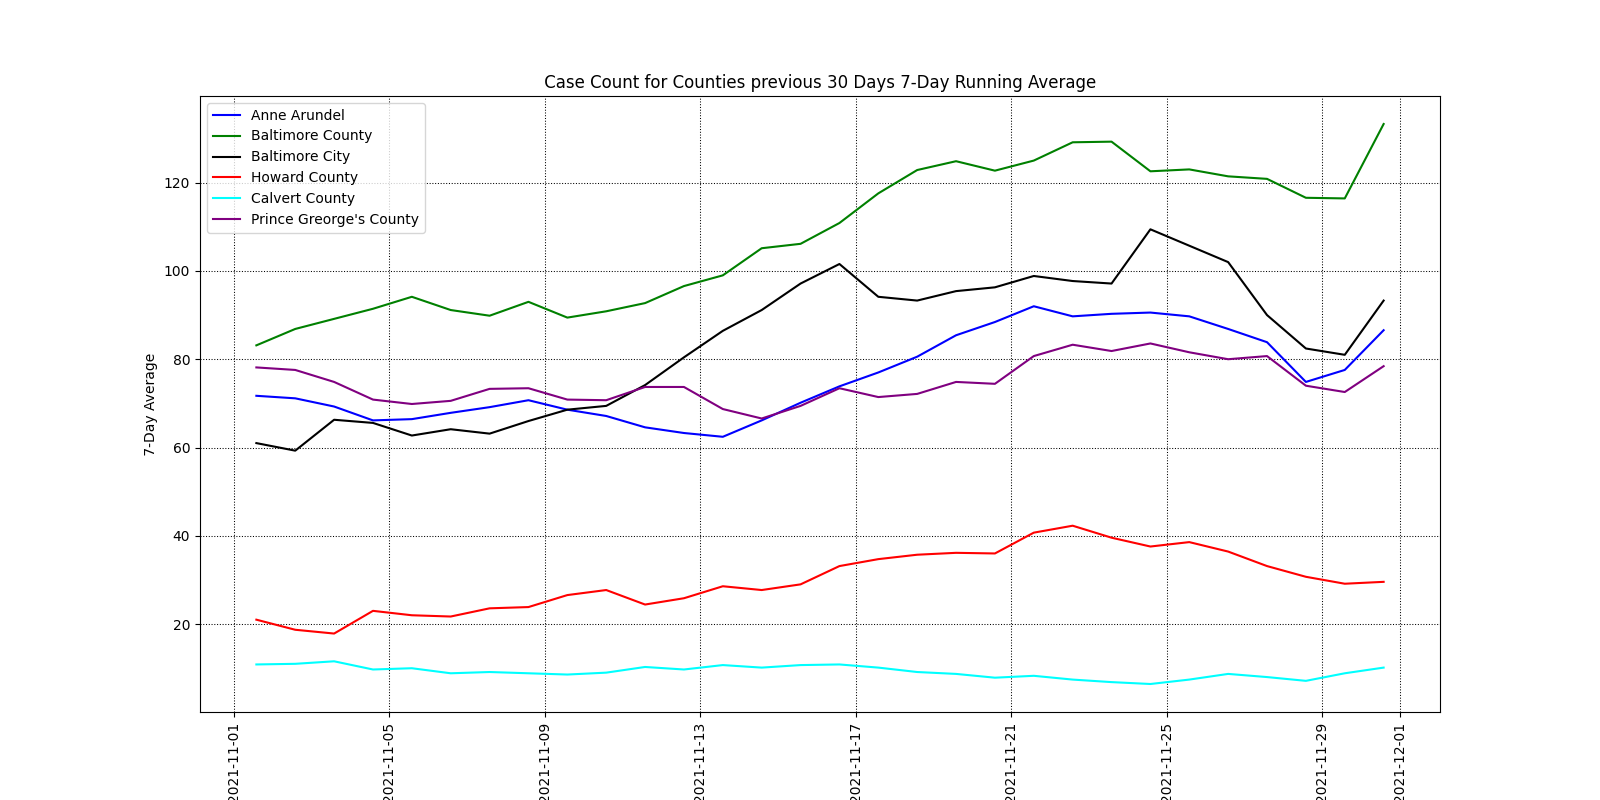 Case Count for Counties previous 30 Days 7-Day Running Average
Anne Arundel
Baltimore County
Baltimore City
Howard County
Calvert County
Prince Greorge's County
7-Day Average
120
100
80
60
40
20
2021-11-01
2021-11-05
2021-11-09
2021-11-13
2021-11-17
2021-11-21
2021-11-25
2021-11-29
2021-12-01